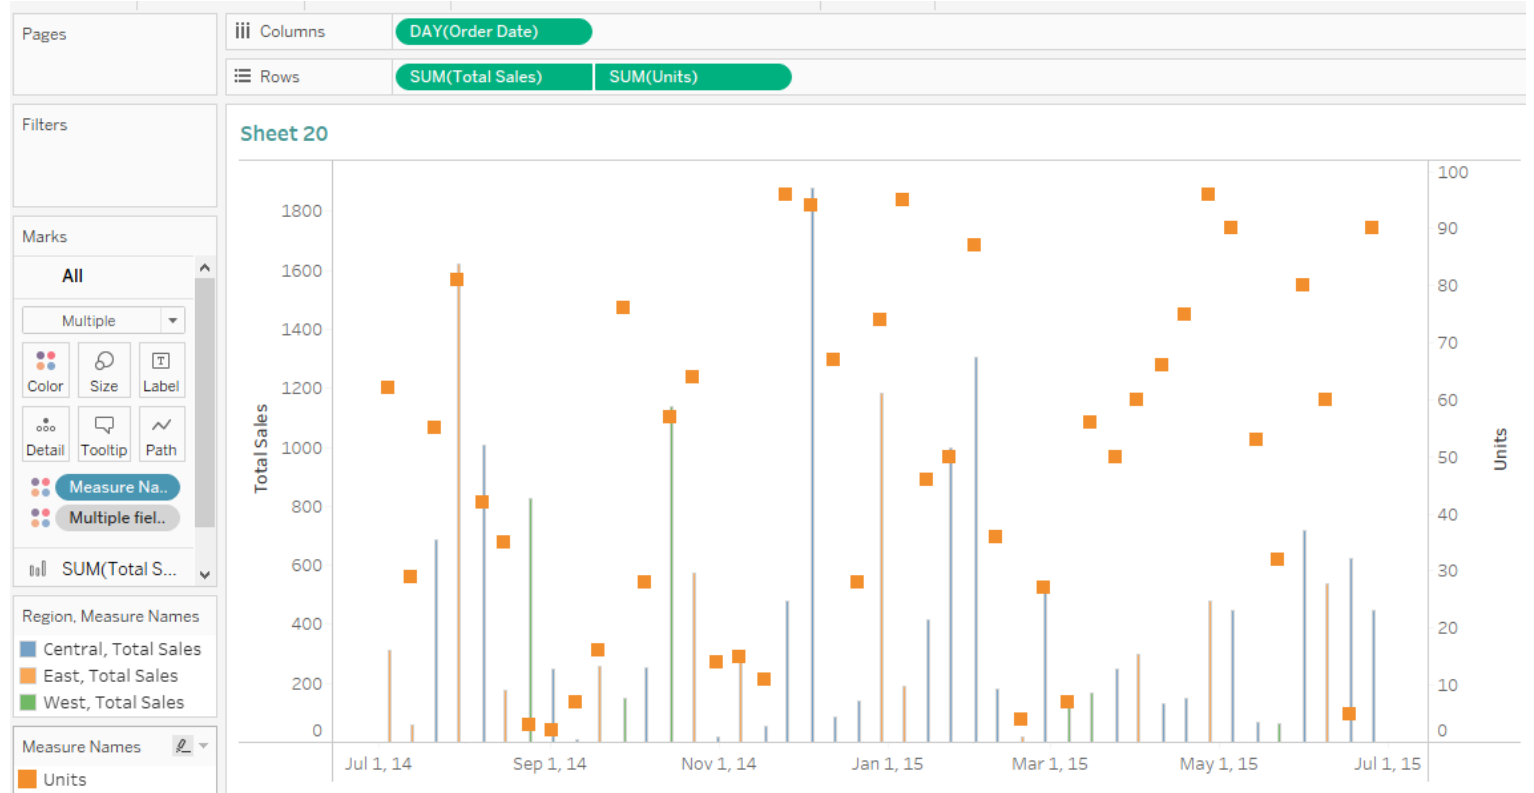 Pages
Columns
DAY(Order Date)
Rows
SUM(Total Sales)
SUM(Units)
Filters
Sheet 20
Marks
All
Multiple
Color
Size
Label
Detail
Tooltip
Path
Measure Na..
Multiple fiel..
SUM(Total S...
Region, Measure Names
Central, Total Sales
East, Total Sales
West, Total Sales
Measure Names
Units
Total Sales
1800
1600
1400
1200
1000
800
600
400
200
0
100
90
80
70
60
50
40
30
20
10
0
Units
Jul 1, 14
Sep 1, 14
Nov 1, 14
Jan 1, 15
Mar 1, 15
May 1, 15
Jul 1, 15